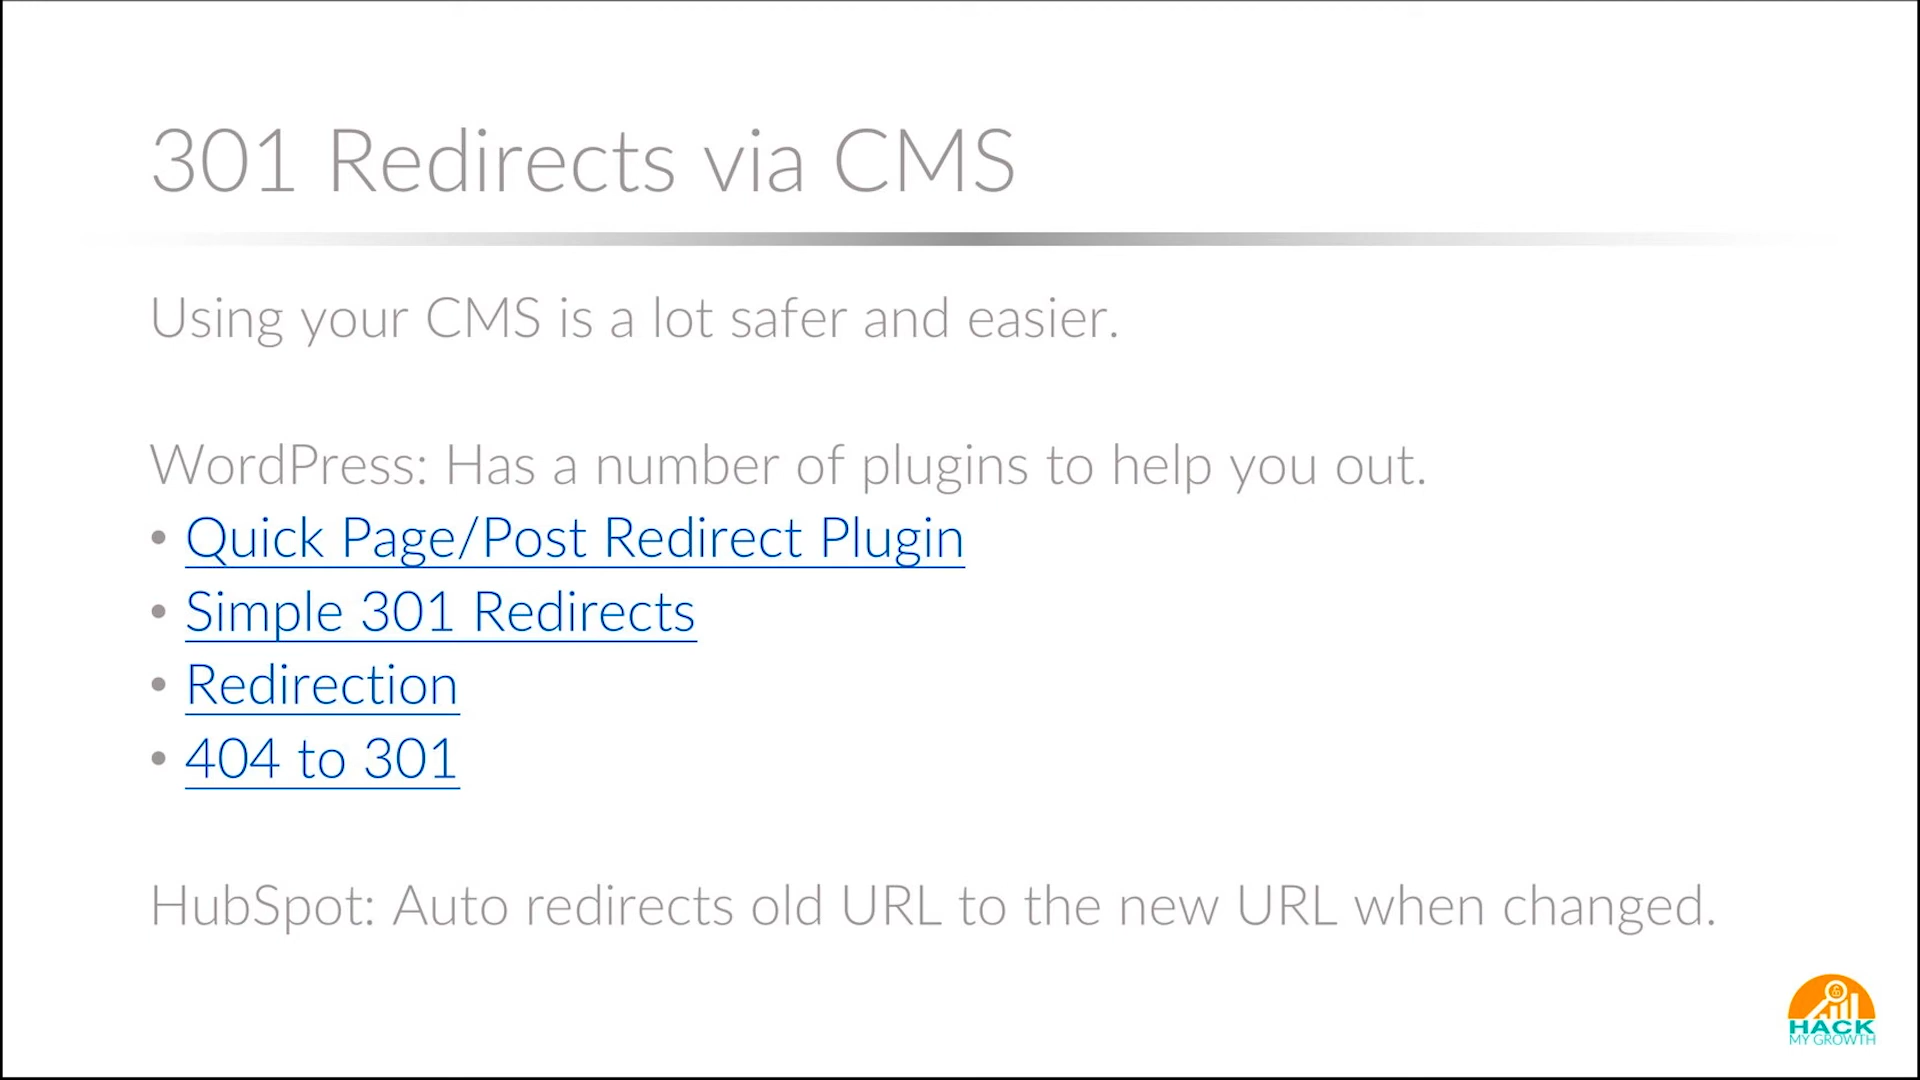 301 Redirects via CMS
Using your CMS is a lot safer and easier.
WordPress: Has a number of plugins to help you out.
• Quick Page/Post Redirect Plugin
• Simple 301 Redirects
• Redirection
• 404 to 301
HubSpot: Auto redirects old URL to the new URL when changed.
HACK
MY GROWTH